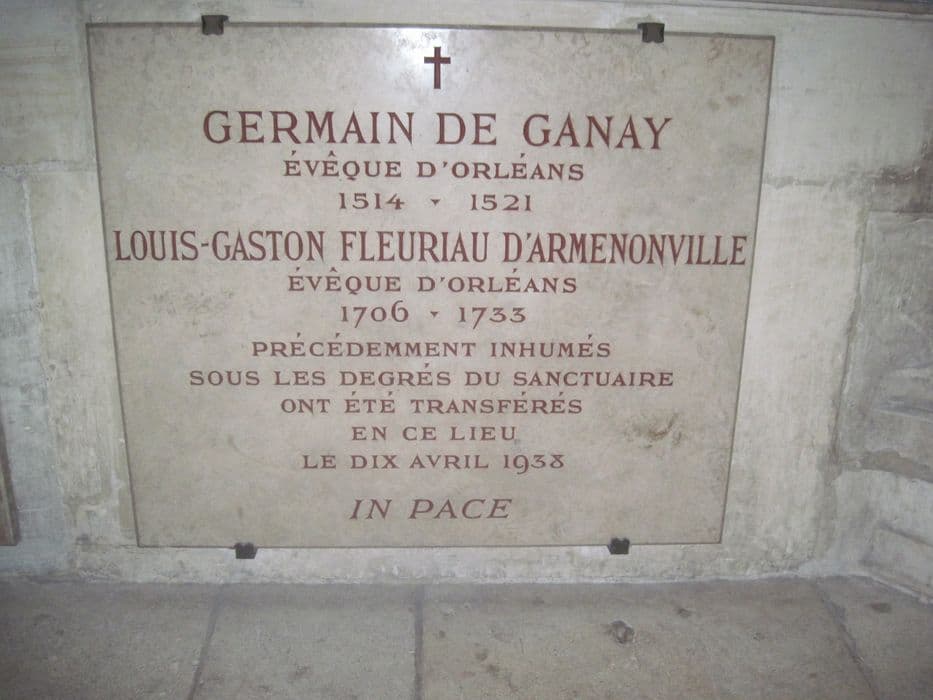 GERMAIN DE GANAY
ÉVÊQUE D'ORLÉANS
1514 - 1521
LOUIS-GASTON FLEURIAU D'ARMENONVILLE
ÉVÊQUE D'ORLÉANS
1706 - 1733
PRÉCÉDEMMENT INHUMÉS
SOUS LES DEGRÉS DU SANCTUAIRE
ONT ÉTÉ TRANSFÉRÉS
EN CE LIEU
LE DIX AVRIL 1938
IN PACE